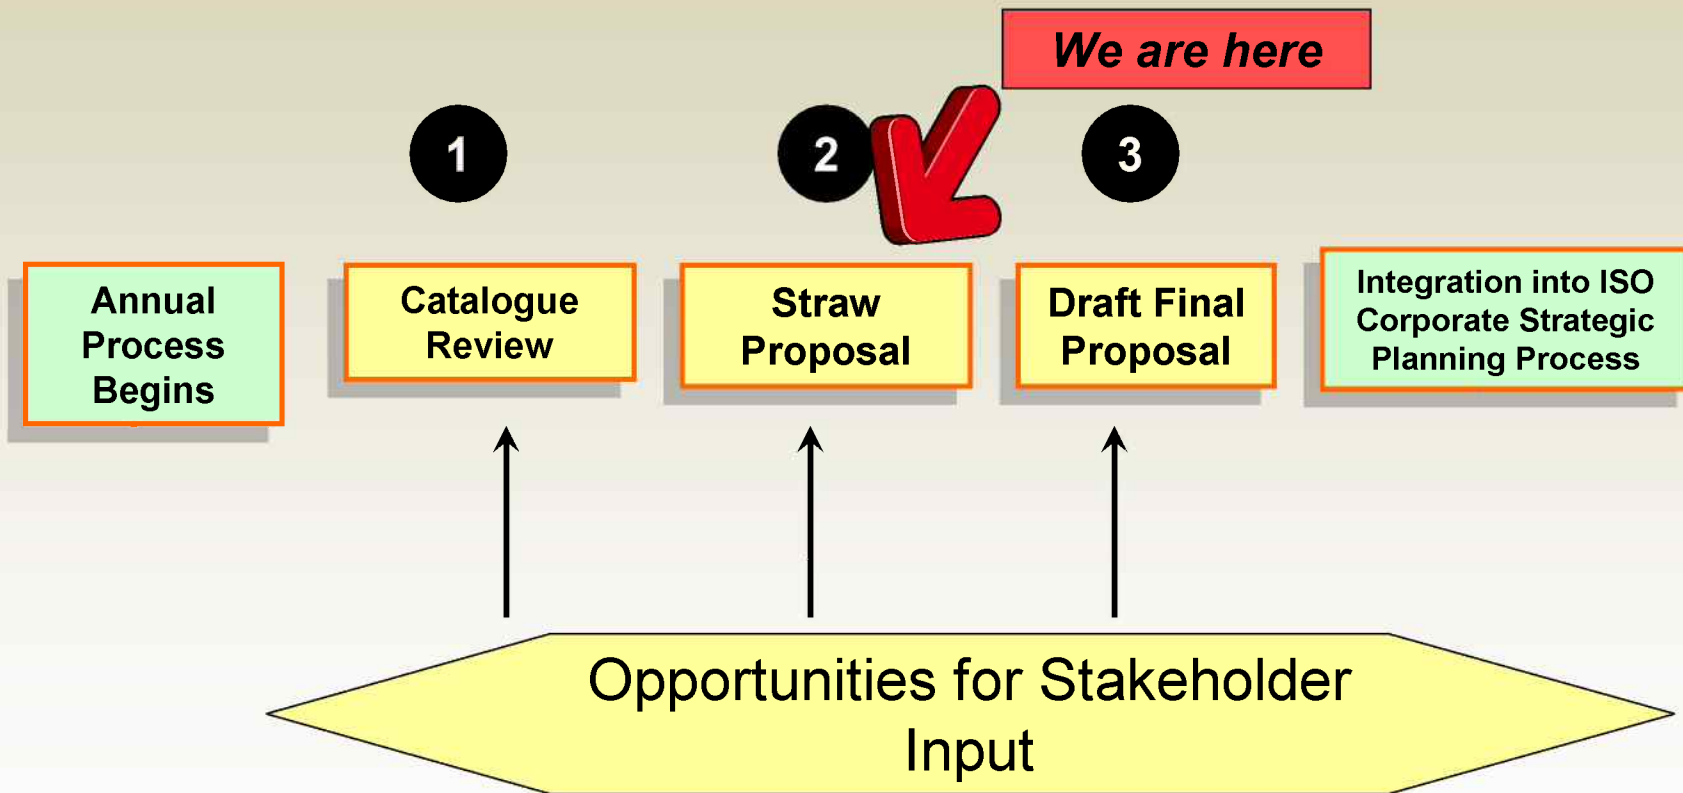 We are here
1
2
3
Annual
Process
Begins
Catalogue
Review
Straw
Proposal
Draft Final
Proposal
Integration into ISO
Corporate Strategic
Planning Process
Opportunities for Stakeholder
Input